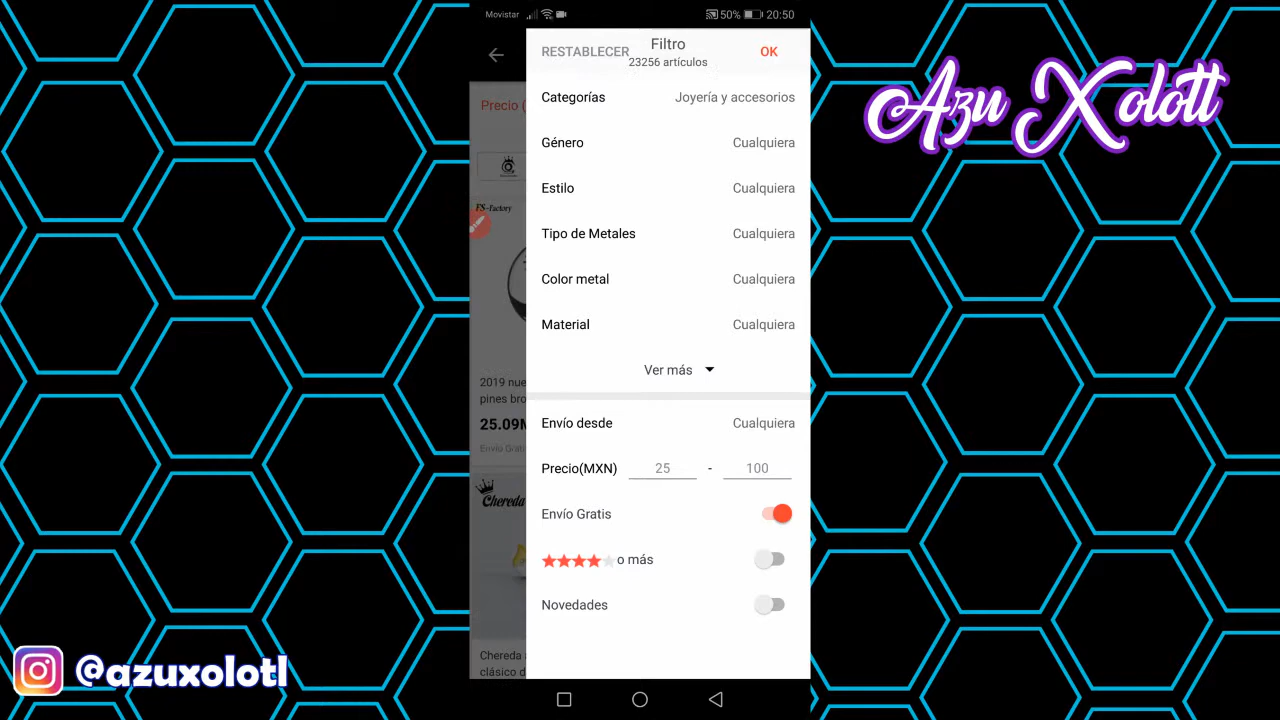 Movistar 50% 20:50
RESTABLECER Filtro OK
23256 artículos
Categorías Joyería y accesorios
Género Cualquiera
Estilo Cualquiera
Tipo de Metales Cualquiera
Color metal Cualquiera
Material Cualquiera
Ver más
Envío desde Cualquiera
Precio(MXN) 25 - 100
Envío Gratis
o más
Novedades
Precio (
FS-Factory
2019 nue
pines bro
25.09M
Envío Grati
Chereda
Chereda
clásico d
Azu Xolotl
@azuxolotl